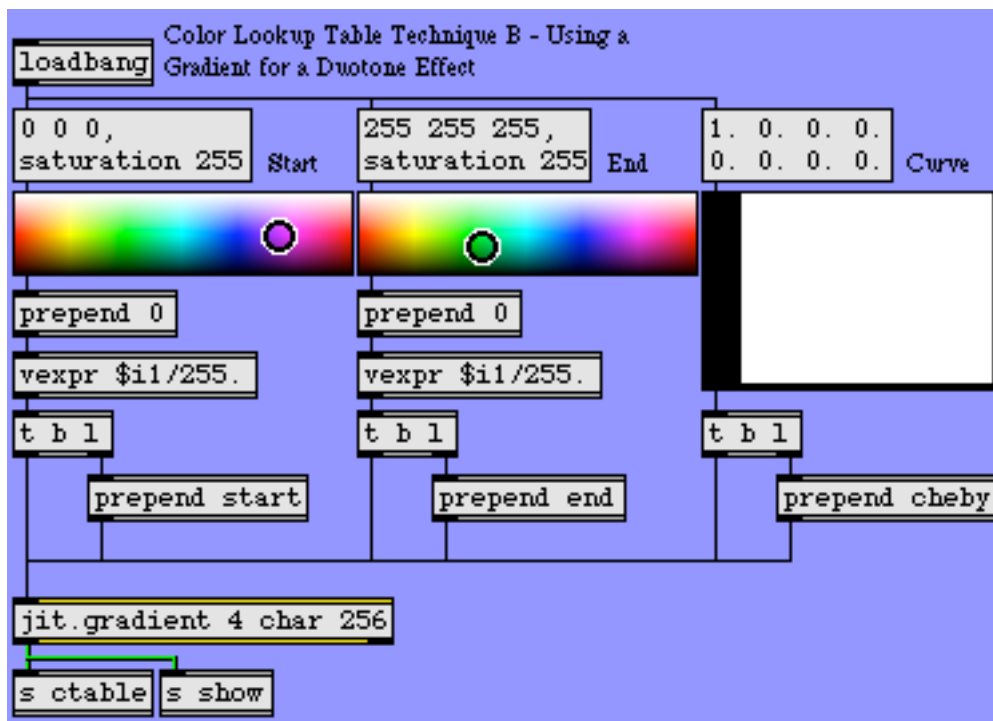 Color Lookup Table Technique B - Using a
Gradient for a Duotone Effect
loadbang
0 0 0,
saturation 255
Start
255 255 255,
saturation 255
End
1. 0. 0. 0.
0. 0. 0. 0.
Curve
prepend 0
prepend 0
vexpr $i1/255.
vexpr $i1/255.
t b l
t b l
t b l
prepend start
prepend end
prepend cheby
jit.gradient 4 char 256
s ctable
s show